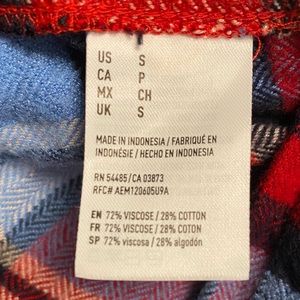 US S
CA P
MX CH
UK S
MADE IN INDONESIA / FABRIQUÉ EN
INDONÉSIE / HECHO EN INDONESIA
RN 54485/CA 03873
RFC# AEM120605U9A
EN 72% VISCOSE / 28% COTTON
FR 72% VISCOSE / 28% COTON
SP 72% viscosa / 28% algodón